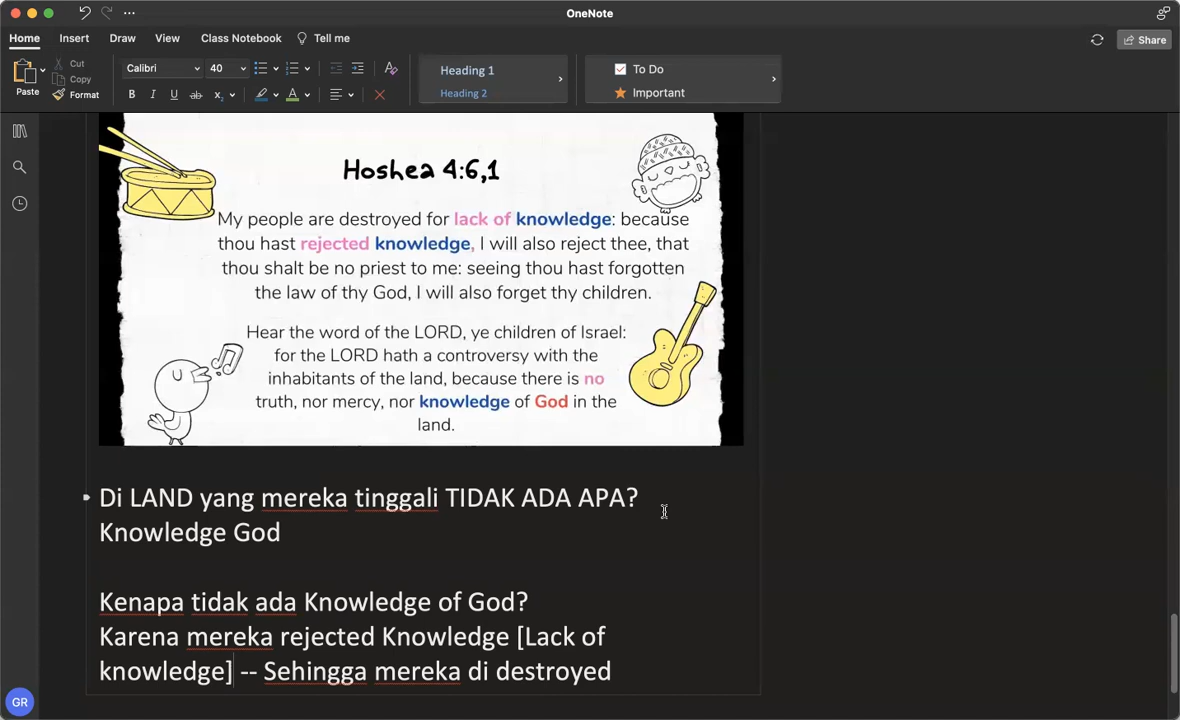 OneNote
Home Insert Draw View Class Notebook Tell me
Share
Paste
Cut
Copy
Format
Calibri 40
B I U ab x₂ A
Heading 1
Heading 2
To Do
Important
Hoshea 4:6,1
My people are destroyed for lack of knowledge: because
thou hast rejected knowledge, I will also reject thee, that
thou shalt be no priest to me: seeing thou hast forgotten
the law of thy God, I will also forget thy children.
Hear the word of the LORD, ye children of Israel:
for the LORD hath a controversy with the
inhabitants of the land, because there is no
truth, nor mercy, nor knowledge of God in the
land.
Di LAND yang mereka tinggali TIDAK ADA APA?
Knowledge God
Kenapa tidak ada Knowledge of God?
Karena mereka rejected Knowledge [Lack of
knowledge] -- Sehingga mereka di destroyed
GR